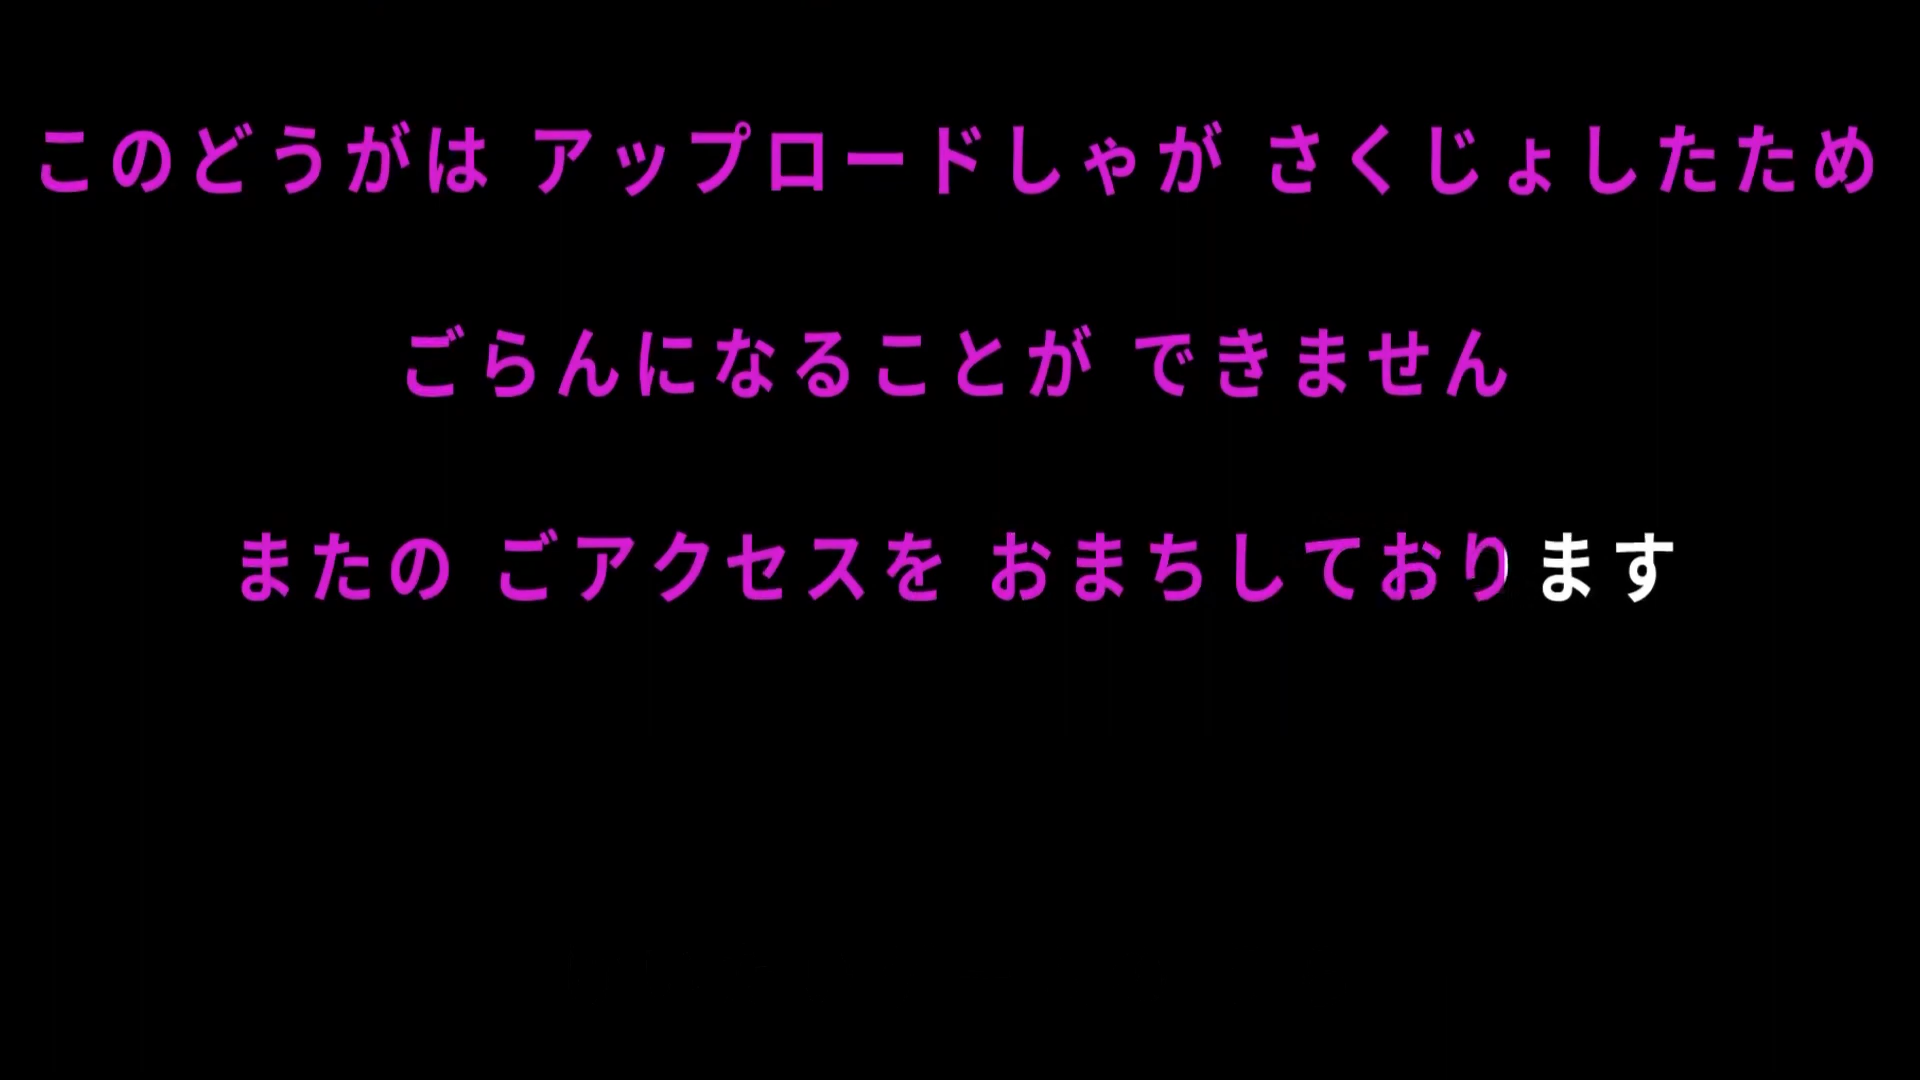 このどうがは アップロードしゃが さくじょしたため
ごらんになることが できません
またの ごアクセスを おまちしております